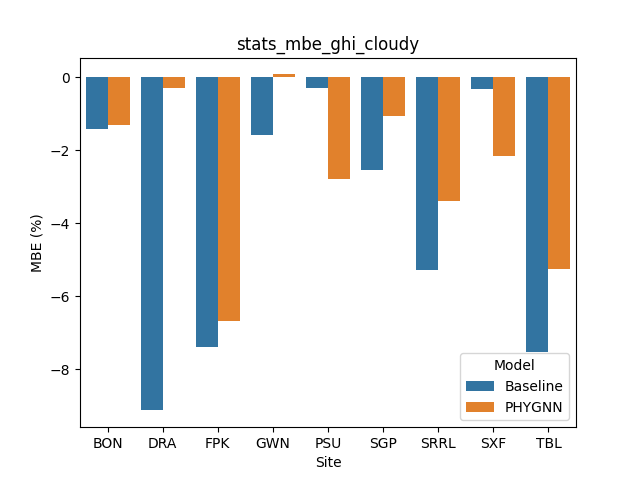 stats_mbe_ghi_cloudy
MBE (%)
0
−2
−4
−6
−8
BON DRA FPK GWN PSU SGP SRRL SXF TBL
Site
Model
Baseline
PHYGNN